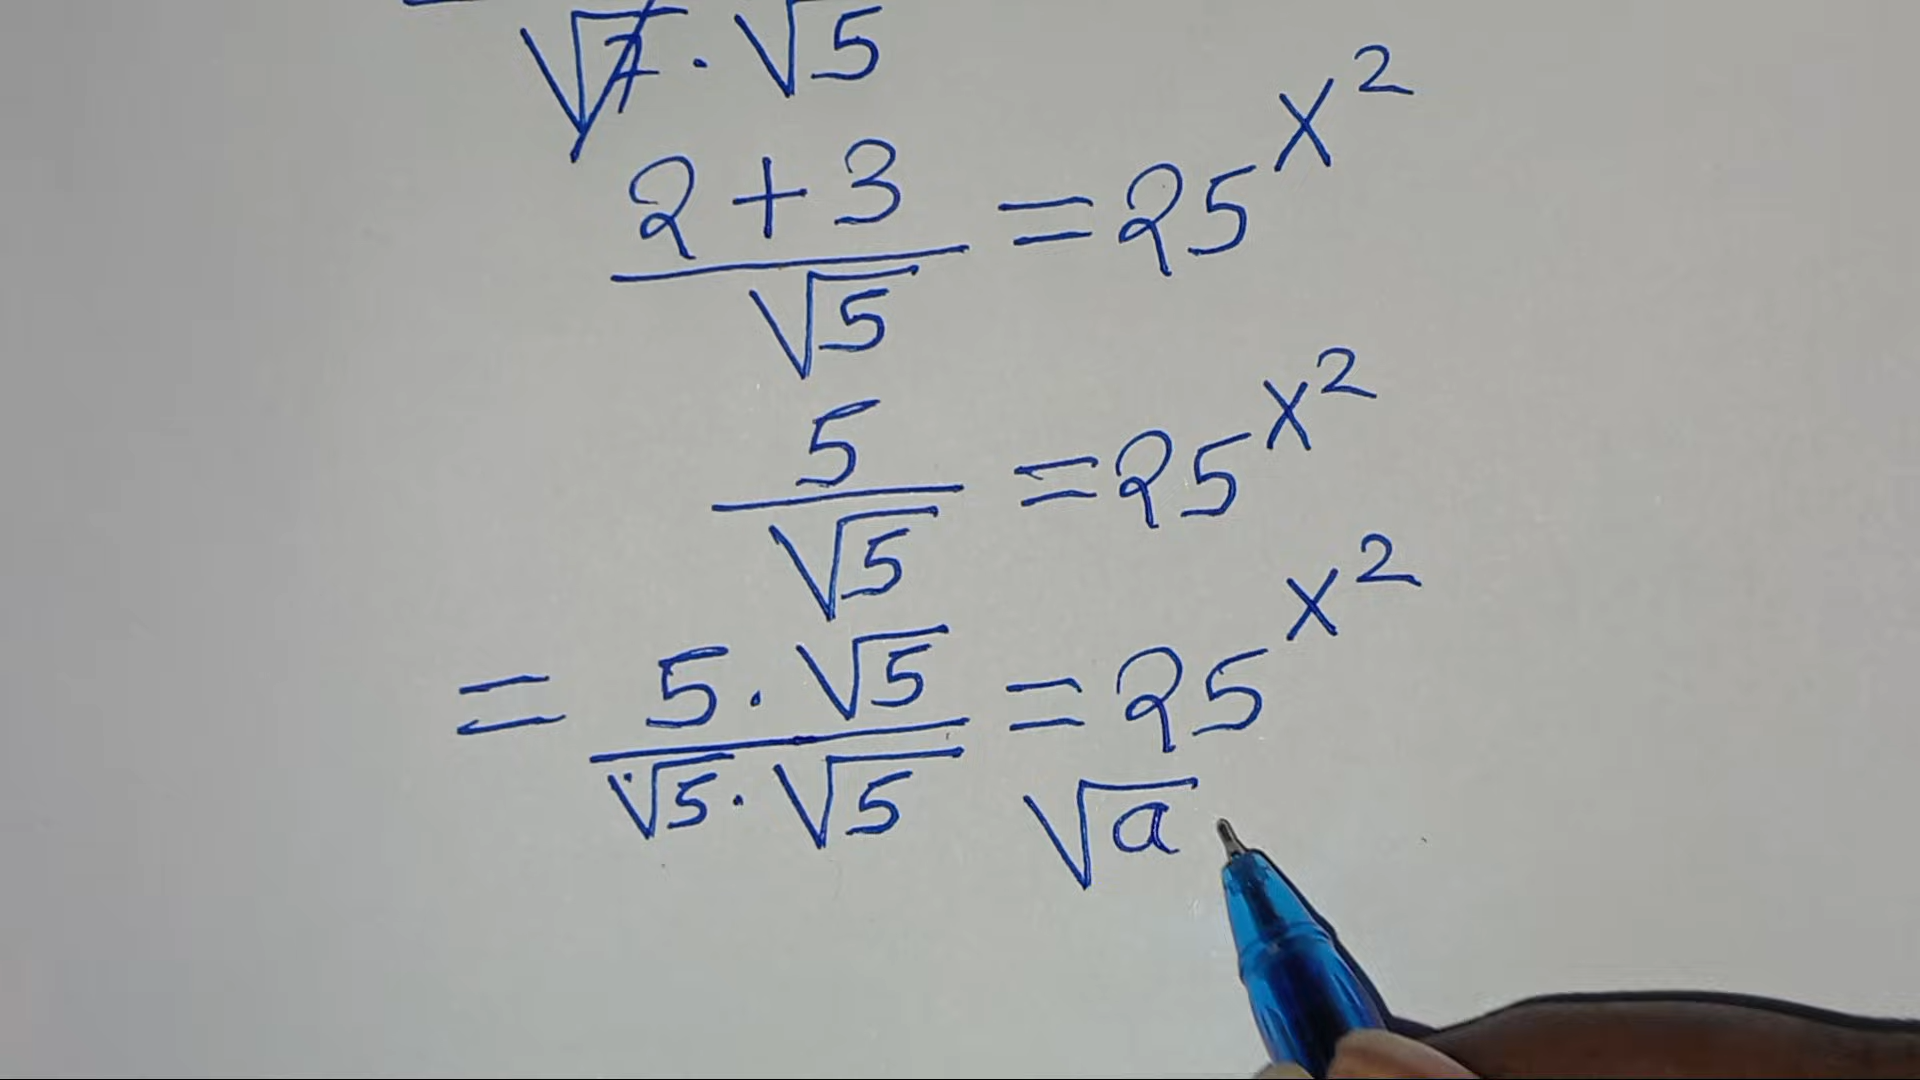 √7 · √5
2 + 3 / √5 = 25^x^2
5 / √5 = 25^x^2
= 5 · √5 / √5 · √5 = 25^x^2
√a